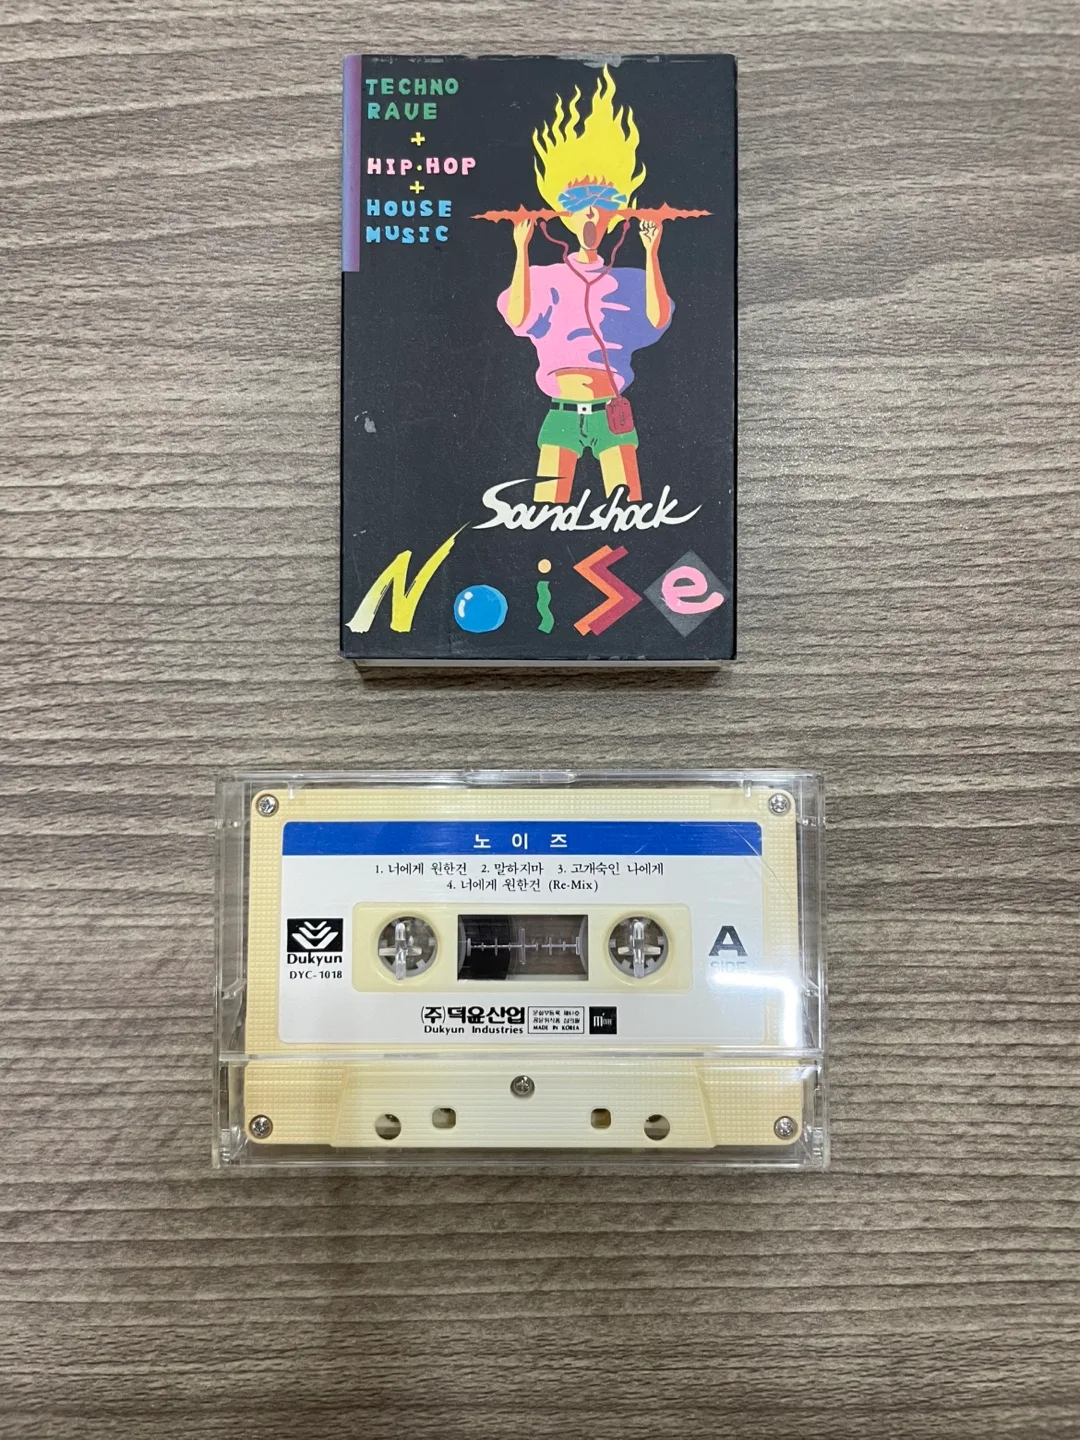 TECHNO
RAVE
+
HIP·HOP
+
HOUSE
MUSIC
Soundshock
NoiSe
노이즈
1. 너에게 원한건 2. 말하지마 3. 고개숙인 나에게
4. 너에게 원한건 (Re-Mix)
Dukyun
DYC-1018
A
SIDE
(주)덕윤산업
Dukyun Industries
MADE IN KOREA